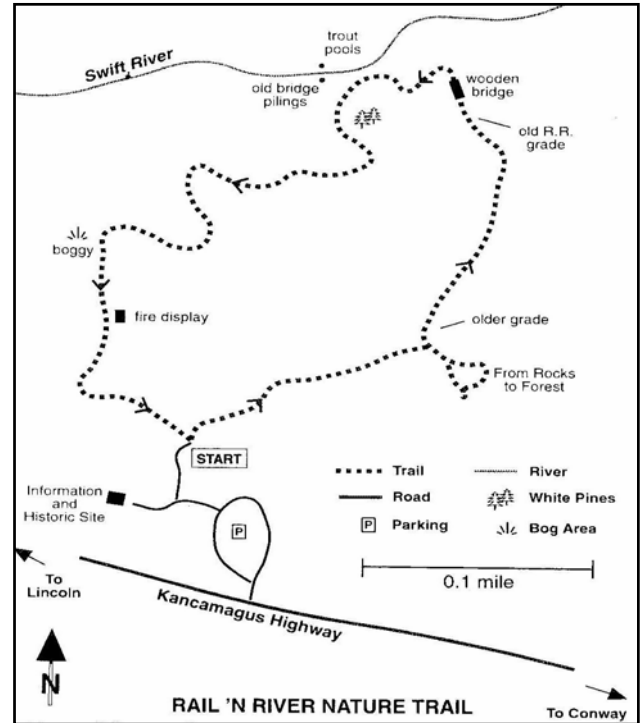 trout
pools
Swift River
old bridge
pilings
wooden
bridge
old R.R.
grade
boggy
fire display
older grade
From Rocks
to Forest
START
Information
and
Historic Site
P
Trail
River
Road
White Pines
P
Parking
Bog Area
0.1 mile
To
Lincoln
Kancamagus Highway
N
RAIL 'N RIVER NATURE TRAIL
To Conway